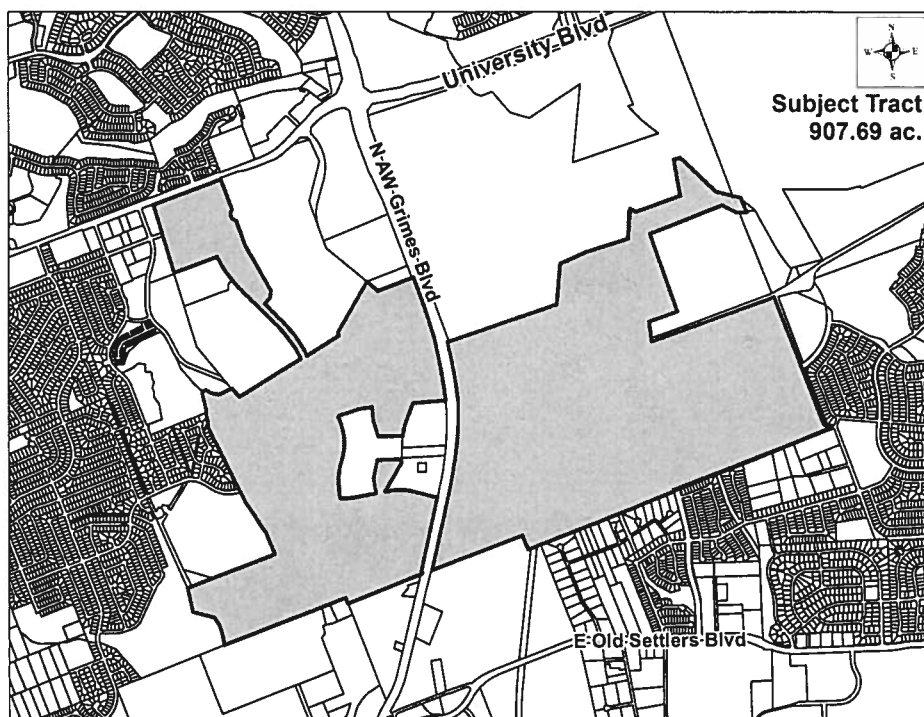 University Blvd
N
W E
S
Subject Tract
907.69 ac.
N-AW-Grimes-Blvd
E Old Settlers Blvd